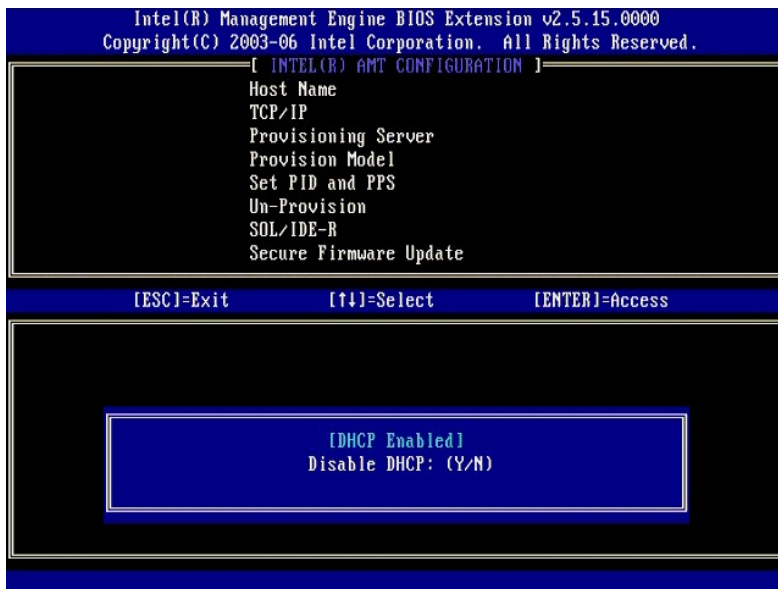 Intel(R) Management Engine BIOS Extension v2.5.15.0000
Copyright(C) 2003-06 Intel Corporation. All Rights Reserved.
[ INTEL(R) AMT CONFIGURATION ]
Host Name
TCP/IP
Provisioning Server
Provision Model
Set PID and PPS
Un-Provision
SOL/IDE-R
Secure Firmware Update
[ESC]=Exit [↑↓]=Select [ENTER]=Access
[DHCP Enabled]
Disable DHCP: (Y/N)